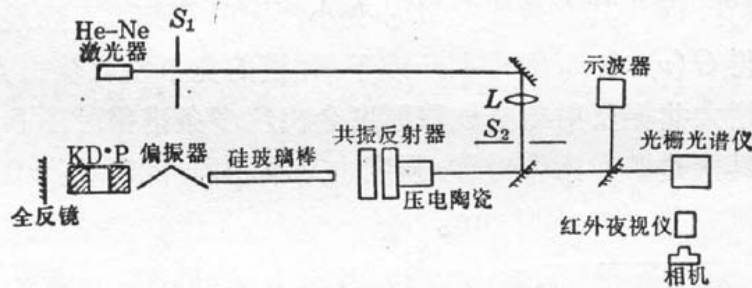 He-Ne
激光器
S₁
示波器
L
S₂
光栅光谱仪
共振反射器
KD*P
偏振器
硅玻璃棒
压电陶瓷
全反镜
红外夜视仪
相机